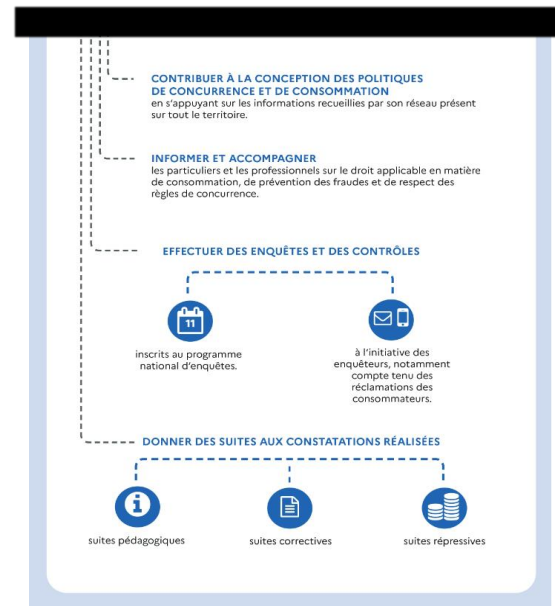 CONTRIBUER À LA CONCEPTION DES POLITIQUES
DE CONCURRENCE ET DE CONSOMMATION
en s'appuyant sur les informations recueillies par son réseau présent
sur tout le territoire.
INFORMER ET ACCOMPAGNER
les particuliers et les professionnels sur le droit applicable en matière
de consommation, de prévention des fraudes et de respect des
règles de concurrence.
EFFECTUER DES ENQUÊTES ET DES CONTRÔLES
11
inscrits au programme
national d'enquêtes.
à l'initiative des
enquêteurs, notamment
compte tenu des
réclamations des
consommateurs.
DONNER DES SUITES AUX CONSTATATIONS RÉALISÉES
suites pédagogiques
suites correctives
suites répressives